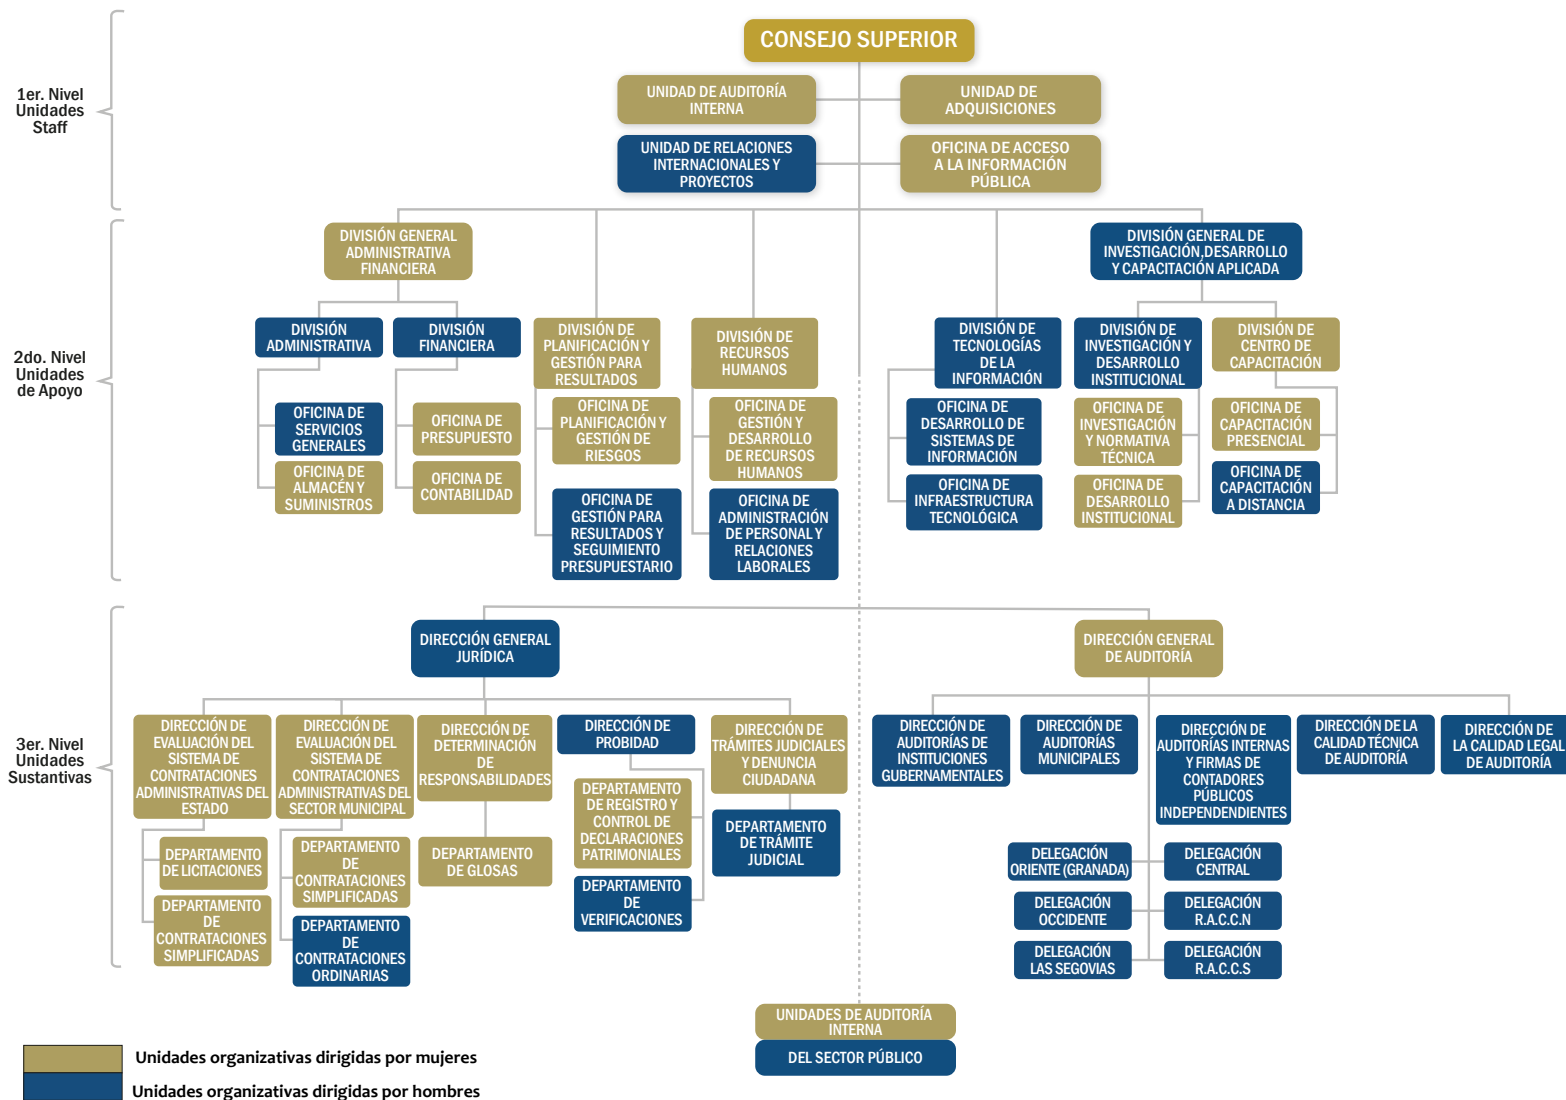 CONSEJO SUPERIOR
1er. Nivel
Unidades
Staff
UNIDAD DE AUDITORÍA
INTERNA
UNIDAD DE
ADQUISICIONES
UNIDAD DE RELACIONES
INTERNACIONALES Y
PROYECTOS
OFICINA DE ACCESO
A LA INFORMACIÓN
PÚBLICA
2do. Nivel
Unidades
de Apoyo
DIVISIÓN GENERAL
ADMINISTRATIVA
FINANCIERA
DIVISIÓN GENERAL DE
INVESTIGACIÓN,DESARROLLO
Y CAPACITACIÓN APLICADA
DIVISIÓN
ADMINISTRATIVA
DIVISIÓN
FINANCIERA
DIVISIÓN DE
PLANIFICACIÓN Y
GESTIÓN PARA
RESULTADOS
DIVISIÓN DE
RECURSOS
HUMANOS
DIVISIÓN DE
TECNOLOGÍAS
DE LA
INFORMACIÓN
DIVISIÓN DE
INVESTIGACIÓN Y
DESARROLLO
INSTITUCIONAL
DIVISIÓN DE
CENTRO DE
CAPACITACIÓN
OFICINA DE
SERVICIOS
GENERALES
OFICINA DE
PRESUPUESTO
OFICINA DE
PLANIFICACIÓN Y
GESTIÓN DE
RIESGOS
OFICINA DE
GESTIÓN Y
DESARROLLO
DE RECURSOS
HUMANOS
OFICINA DE
DESARROLLO DE
SISTEMAS DE
INFORMACIÓN
OFICINA DE
INVESTIGACIÓN
Y NORMATIVA
TÉCNICA
OFICINA DE
CAPACITACIÓN
PRESENCIAL
OFICINA DE
ALMACÉN Y
SUMINISTROS
OFICINA DE
CONTABILIDAD
OFICINA DE
GESTIÓN PARA
RESULTADOS Y
SEGUIMIENTO
PRESUPUESTARIO
OFICINA DE
ADMINISTRACIÓN
DE PERSONAL Y
RELACIONES
LABORALES
OFICINA DE
INFRAESTRUCTURA
TECNOLÓGICA
OFICINA DE
DESARROLLO
INSTITUCIONAL
OFICINA DE
CAPACITACIÓN
A DISTANCIA
3er. Nivel
Unidades
Sustantivas
DIRECCIÓN GENERAL
JURÍDICA
DIRECCIÓN GENERAL
DE AUDITORÍA
DIRECCIÓN DE
EVALUACIÓN DEL
SISTEMA DE
CONTRATACIONES
ADMINISTRATIVAS DEL
ESTADO
DIRECCIÓN DE
EVALUACIÓN DEL
SISTEMA DE
CONTRATACIONES
ADMINISTRATIVAS DEL
SECTOR MUNICIPAL
DIRECCIÓN DE
DETERMINACIÓN
DE
RESPONSABILIDADES
DIRECCIÓN DE
PROBIDAD
DIRECCIÓN DE
TRÁMITES JUDICIALES
Y DENUNCIA
CIUDADANA
DIRECCIÓN DE
AUDITORÍAS DE
INSTITUCIONES
GUBERNAMENTALES
DIRECCIÓN DE
AUDITORÍAS
MUNICIPALES
DIRECCIÓN DE
AUDITORÍAS INTERNAS
Y FIRMAS DE
CONTADORES
PÚBLICOS
INDEPENDIENTES
DIRECCIÓN DE LA
CALIDAD TÉCNICA
DE AUDITORÍA
DIRECCIÓN DE
LA CALIDAD LEGAL
DE AUDITORÍA
DEPARTAMENTO
DE LICITACIONES
DEPARTAMENTO
DE
CONTRATACIONES
SIMPLIFICADAS
DEPARTAMENTO
DE GLOSAS
DEPARTAMENTO
DE REGISTRO Y
CONTROL DE
DECLARACIONES
PATRIMONIALES
DEPARTAMENTO
DE TRÁMITE
JUDICIAL
DEPARTAMENTO
DE
CONTRATACIONES
SIMPLIFICADAS
DEPARTAMENTO
DE
CONTRATACIONES
ORDINARIAS
DEPARTAMENTO
DE
VERIFICACIONES
DELEGACIÓN
ORIENTE (GRANADA)
DELEGACIÓN
CENTRAL
DELEGACIÓN
OCCIDENTE
DELEGACIÓN
R.A.C.C.N
DELEGACIÓN
LAS SEGOVIAS
DELEGACIÓN
R.A.C.C.S
UNIDADES DE AUDITORÍA
INTERNA
DEL SECTOR PÚBLICO
Unidades organizativas dirigidas por mujeres
Unidades organizativas dirigidas por hombres